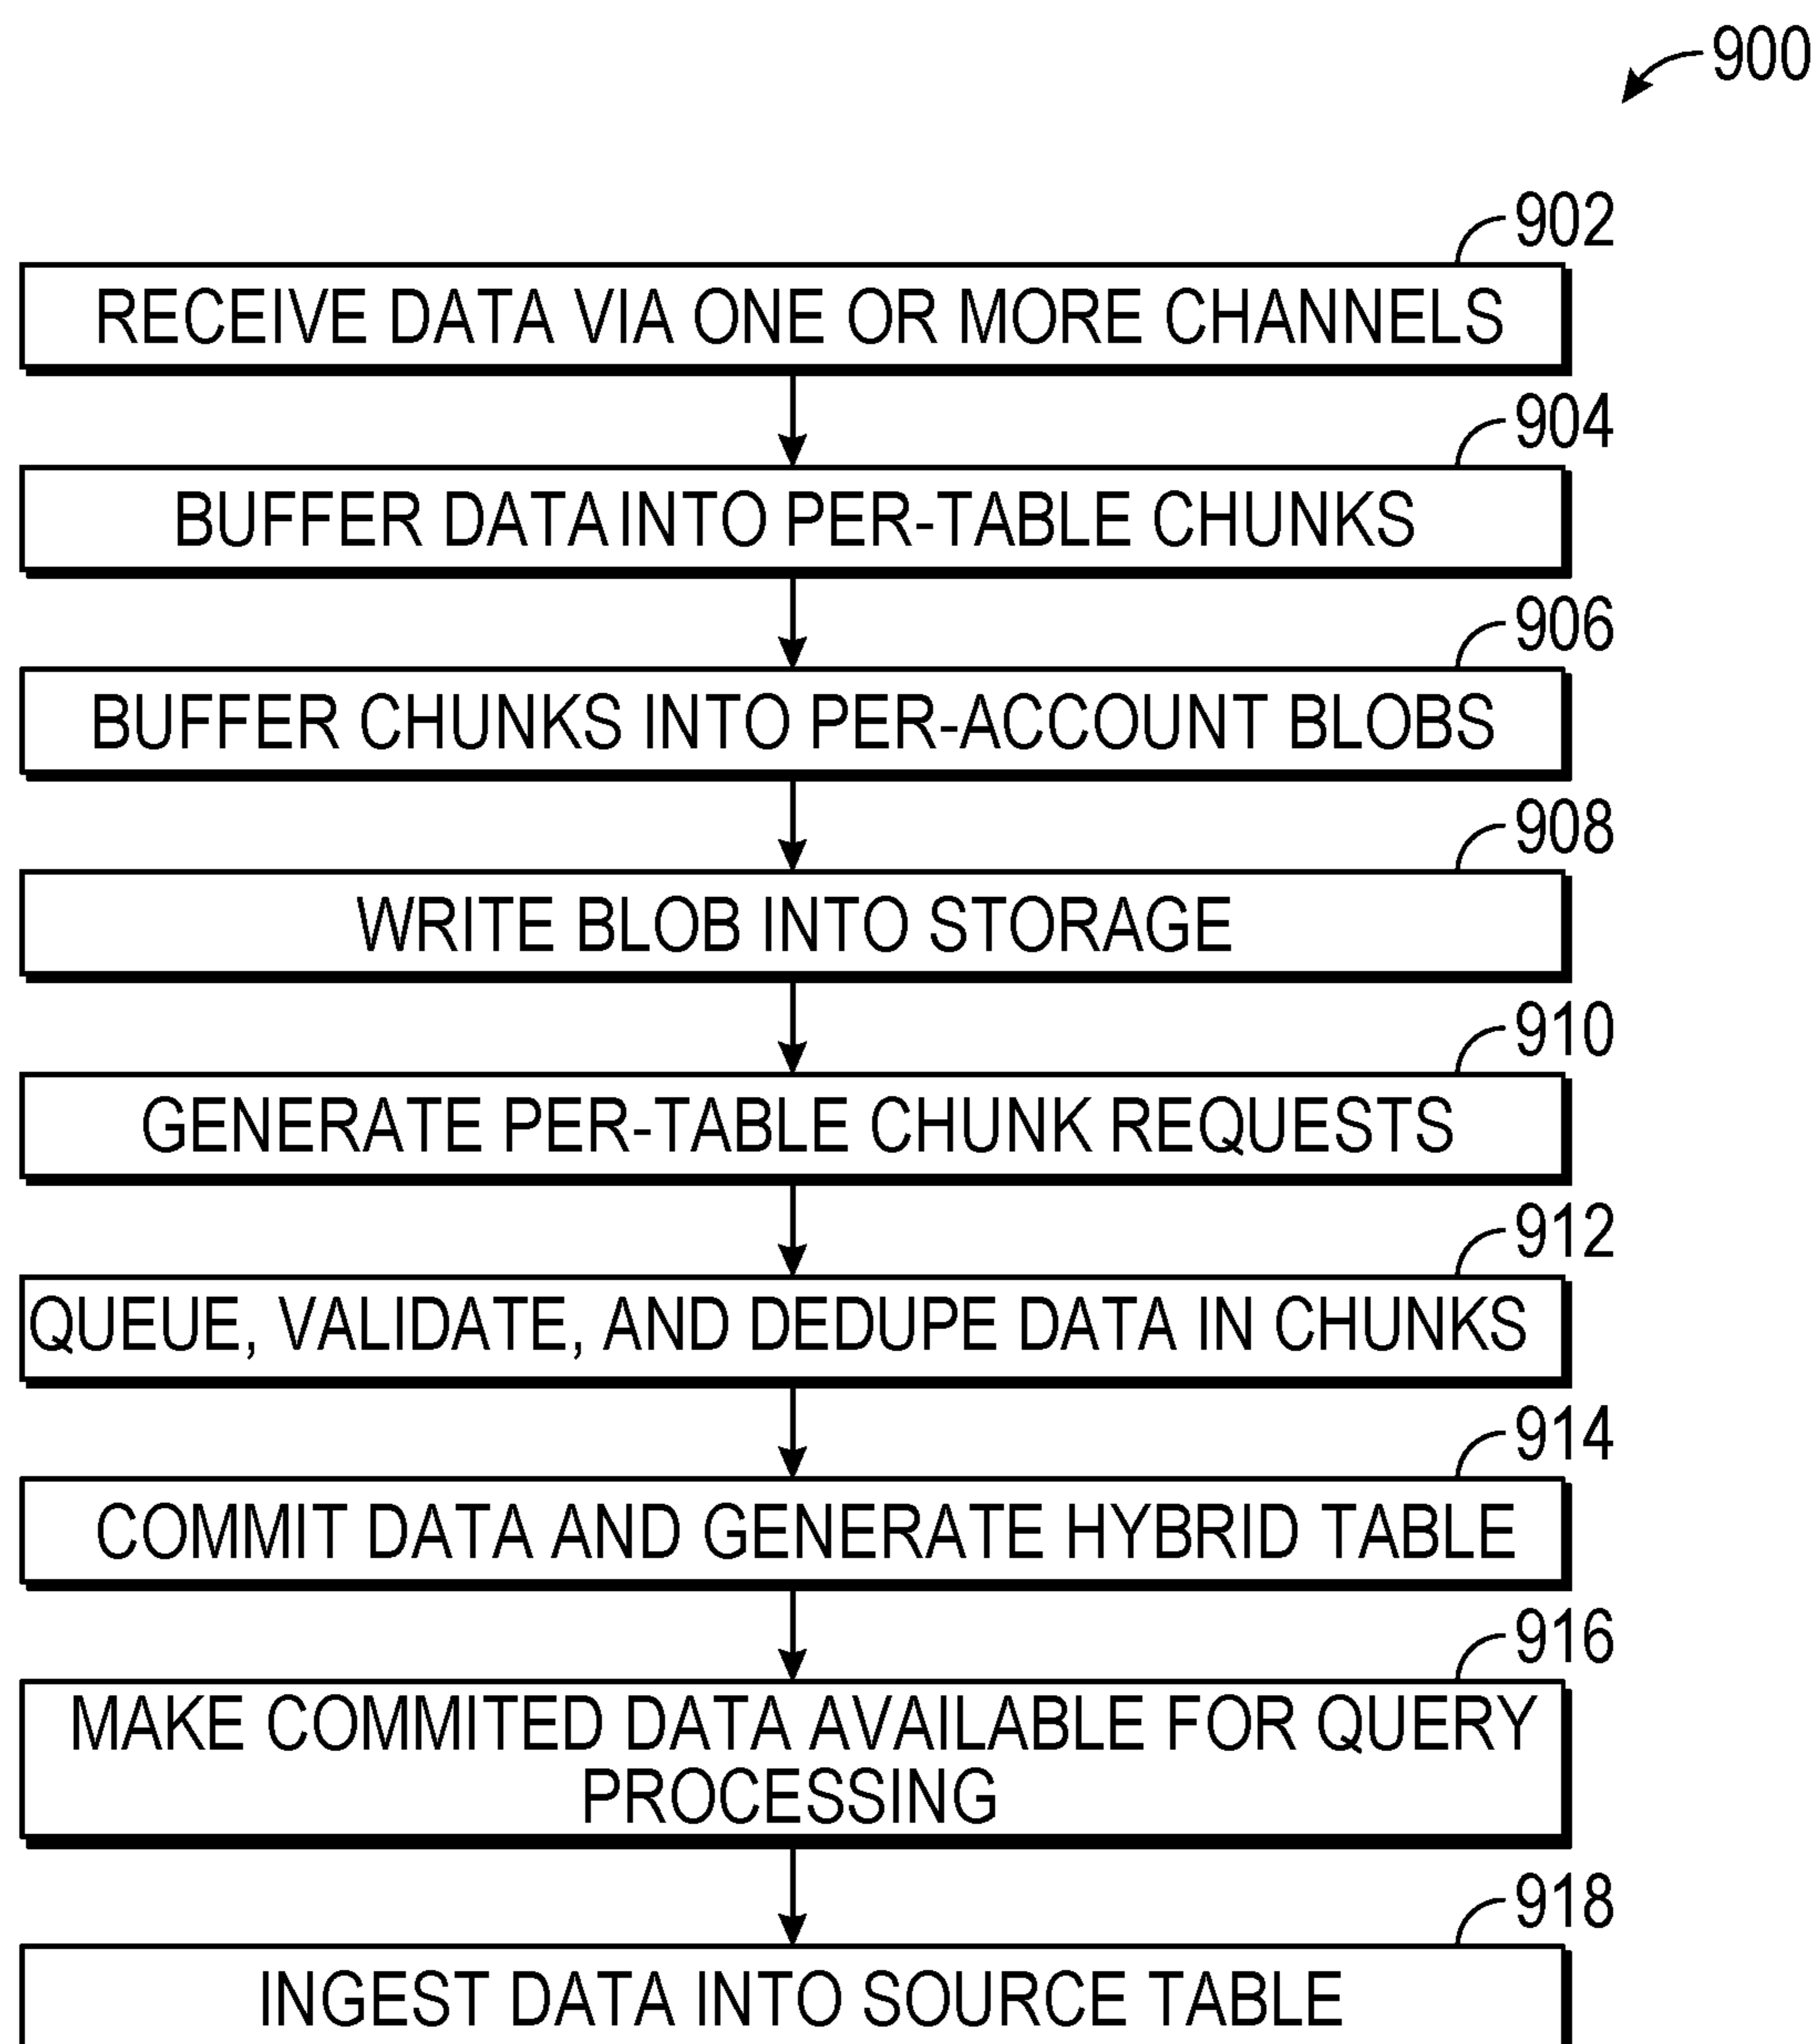 900
902
RECEIVE DATA VIA ONE OR MORE CHANNELS
904
BUFFER DATA INTO PER-TABLE CHUNKS
906
BUFFER CHUNKS INTO PER-ACCOUNT BLOBS
908
WRITE BLOB INTO STORAGE
910
GENERATE PER-TABLE CHUNK REQUESTS
912
QUEUE, VALIDATE, AND DEDUPE DATA IN CHUNKS
914
COMMIT DATA AND GENERATE HYBRID TABLE
916
MAKE COMMITED DATA AVAILABLE FOR QUERY
PROCESSING
918
INGEST DATA INTO SOURCE TABLE